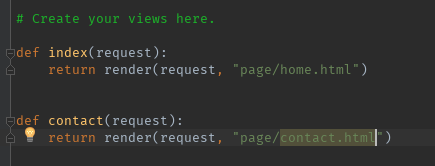 # Create your views here.
def index(request):
    return render(request, "page/home.html")
def contact(request):
    return render(request, "page/contact.html")